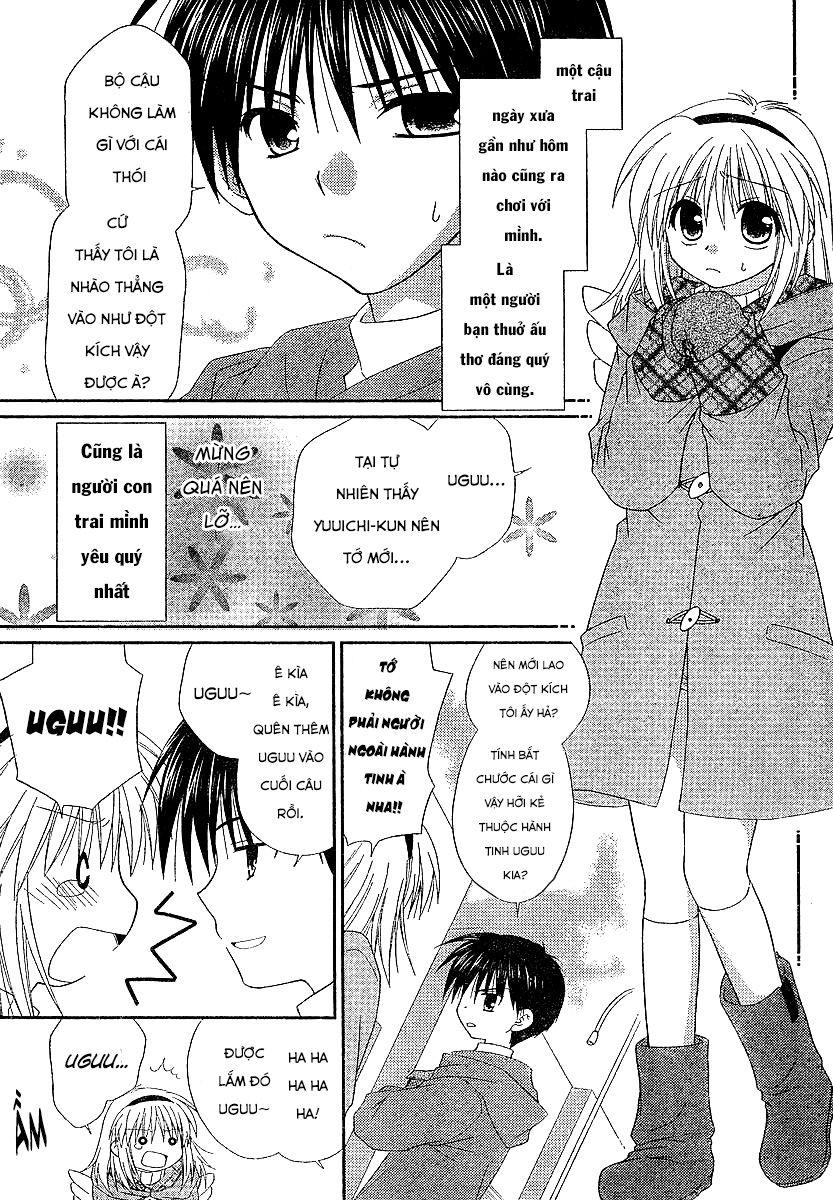 một cậu
trai
ngày xưa
gần như hôm
nào cũng ra
chơi với
mình.
Là
một người
bạn thuở ấu
thơ đáng quý
vô cùng.
BỘ CẬU
KHÔNG LÀM
GÌ VỚI CÁI
THÓI
CỨ
THẤY TÔI LÀ
NHÀO THẲNG
VÀO NHƯ ĐỘT
KÍCH VẬY
ĐƯỢC À?
UGUU...
TẠI TỰ
NHIÊN THẤY
YUUICHI-KUN NÊN
TỚ MỚI...
MỪNG
QUÁ NÊN
LỠ...
Cũng là
người con
trai mình
yêu quý
nhất
NÊN MỚI LAO
VÀO ĐỘT KÍCH
TÔI ẤY HẢ?
TÍNH BẮT
CHƯỚC CÁI GÌ
VẬY HỠI KẺ
THUỘC HÀNH
TINH UGUU
KIA?
TỚ
KHÔNG
PHẢI NGƯỜI
NGOÀI HÀNH
TINH À
NHA!!
Ê KÌA
Ê KÌA,
QUÊN THÊM
UGUU VÀO
CUỐI CÂU
RỒI.
UGUU~
UGUU!!
HA HA
HA HA
HA!
ĐƯỢC
LẮM ĐÓ
UGUU~
UGUU...
ẦM